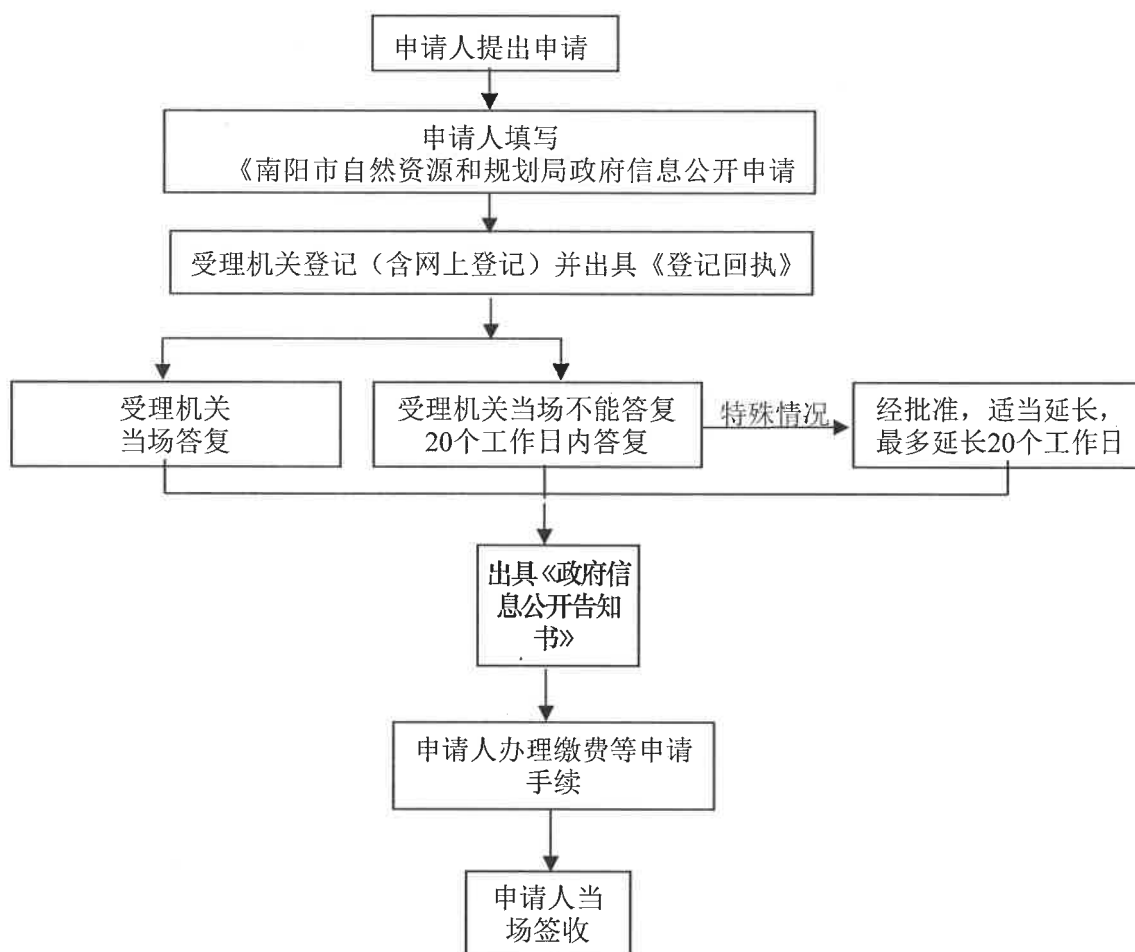 申请人提出申请
申请人填写
《南阳市自然资源和规划局政府信息公开申请
受理机关登记（含网上登记）并出具《登记回执》
受理机关
当场答复
受理机关当场不能答复
20个工作日内答复
特殊情况
经批准，适当延长，
最多延长20个工作日
出具《政府信
息公开告知
书》
申请人办理缴费等申请
手续
申请人当
场签收